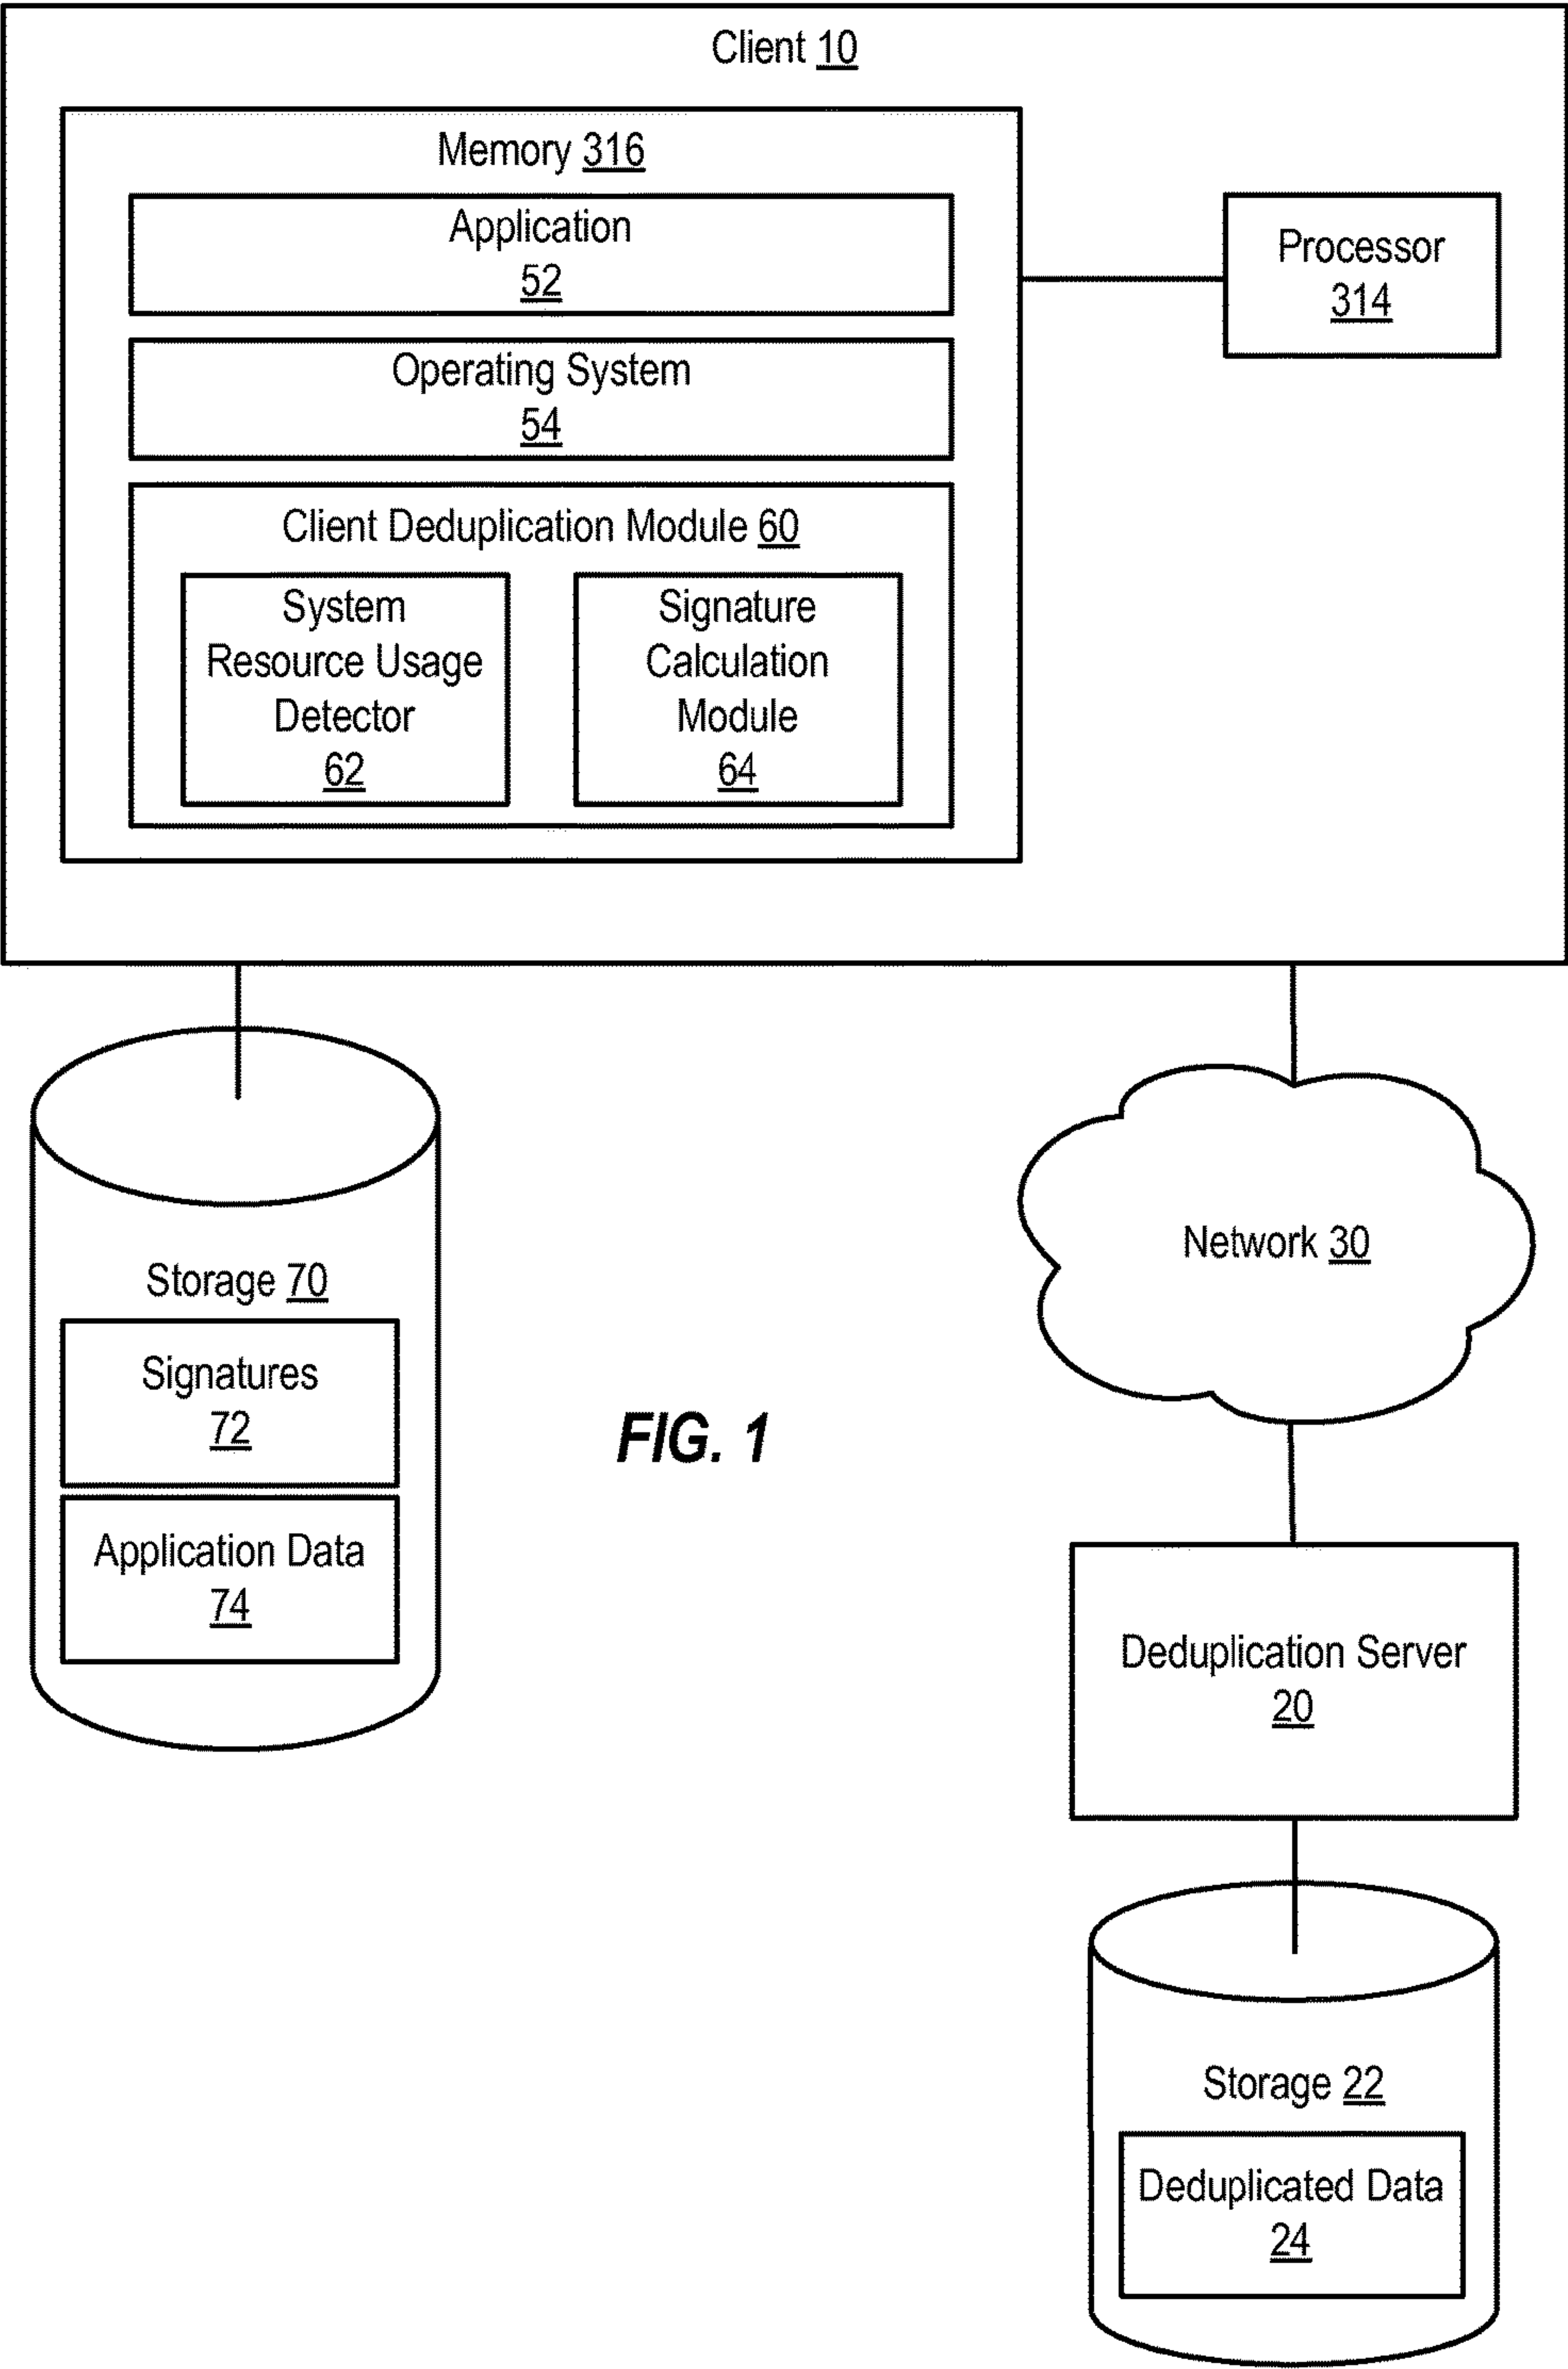 Client 10
Memory 316
Application
52
Processor
314
Operating System
54
Client Deduplication Module 60
System
Resource Usage
Detector
62
Signature
Calculation
Module
64
Storage 70
Signatures
72
Application Data
74
Network 30
FIG. 1
Deduplication Server
20
Storage 22
Deduplicated Data
24